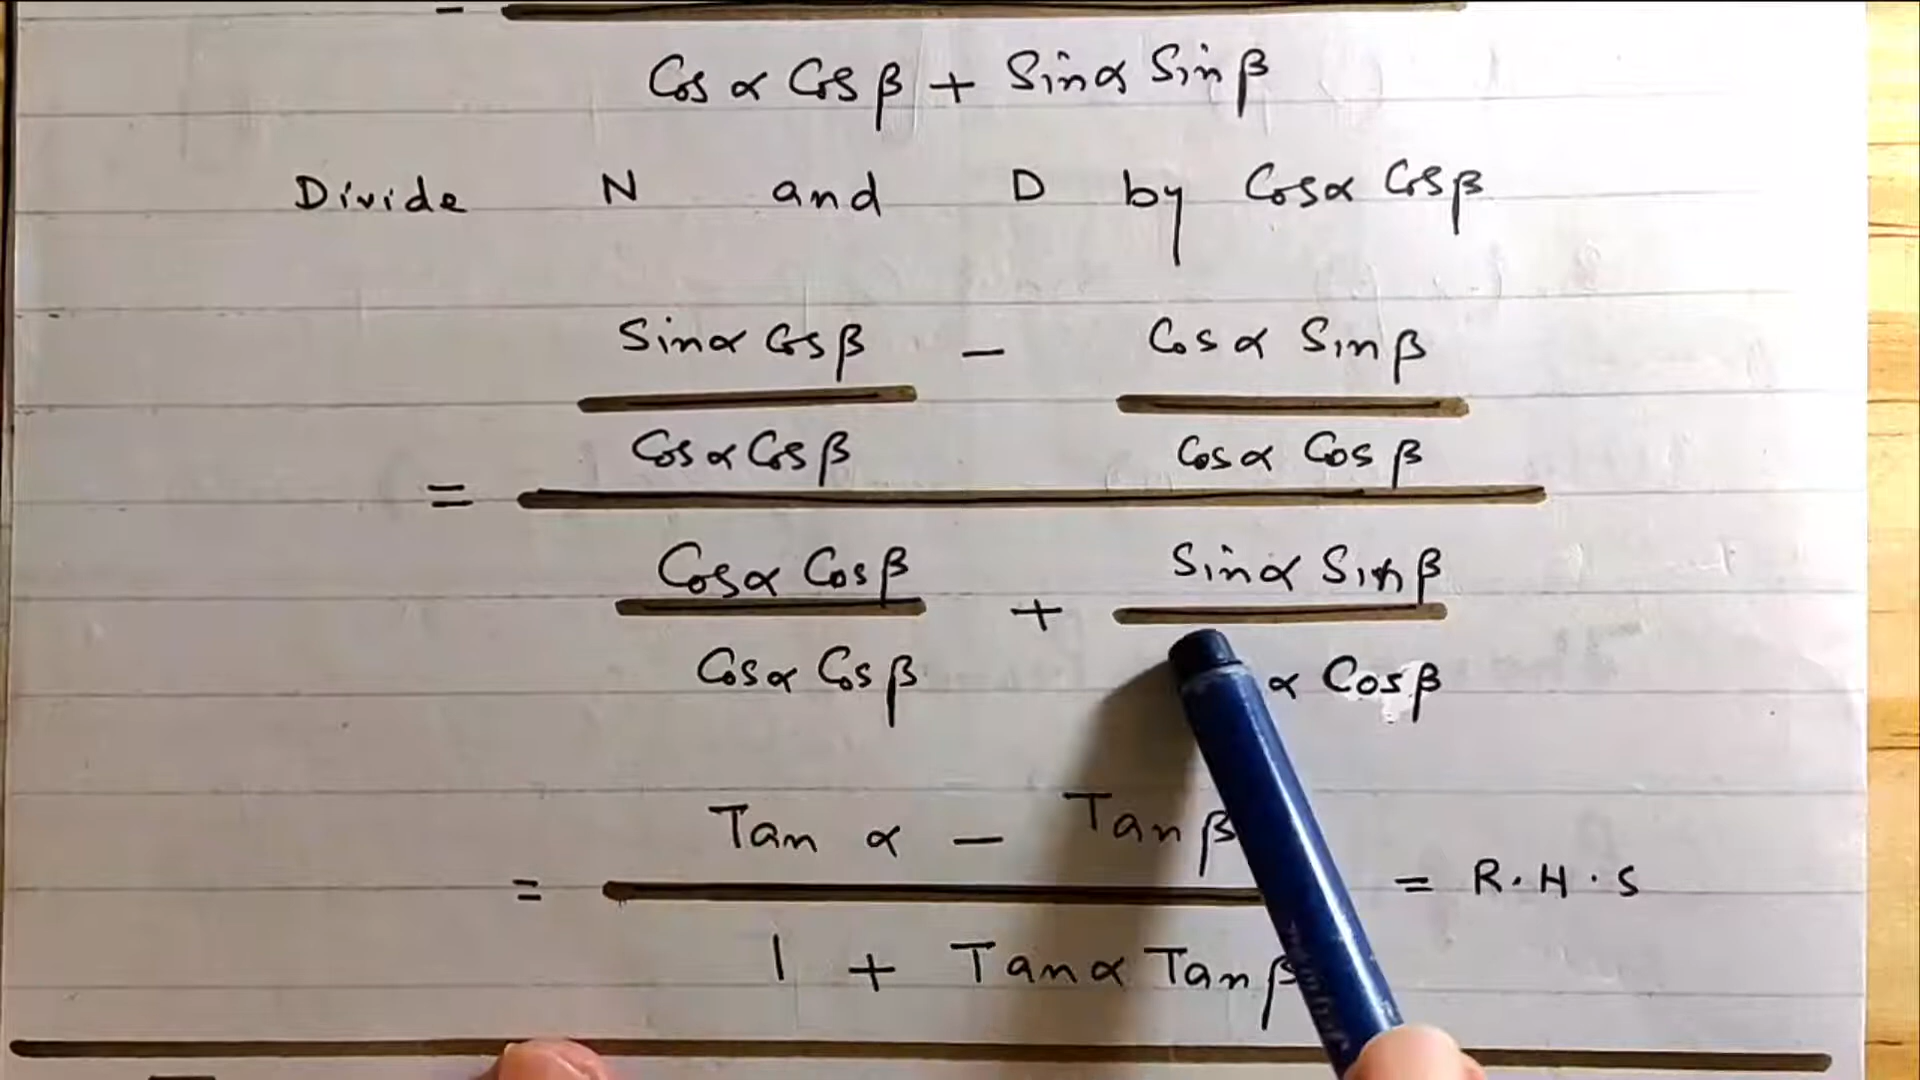 Cos α Cos β + Sin α Sin β
Divide N and D by Cos α Cos β
Sin α Cos β - Cos α Sin β
Cos α Cos β Cos α Cos β
=
Cos α Cos β + Sin α Sin β
Cos α Cos β α Cos β
Tan α - Tan β
= = R.H.S
1 + Tan α Tan β